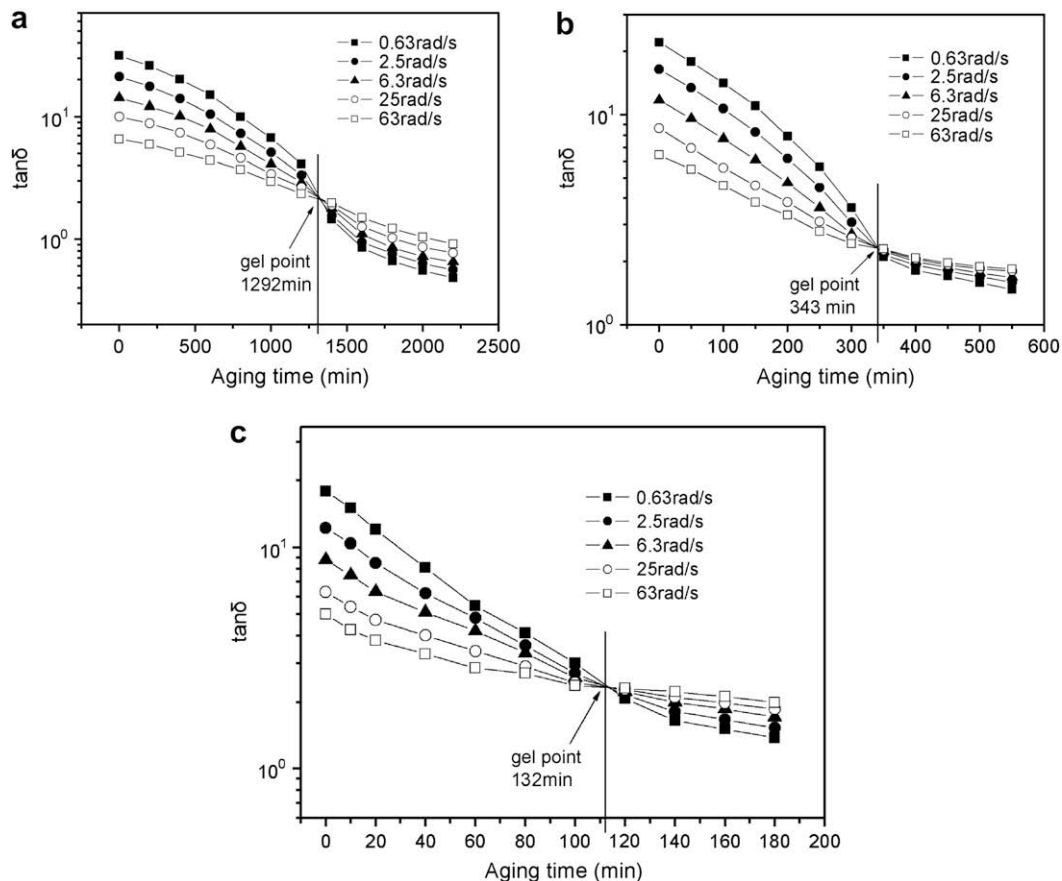 a
0.63rad/s
2.5rad/s
6.3rad/s
25rad/s
63rad/s
tanδ
10¹
10⁰
gel point
1292min
0 500 1000 1500 2000 2500
Aging time (min)
b
0.63rad/s
2.5rad/s
6.3rad/s
25rad/s
63rad/s
tanδ
10¹
10⁰
gel point
343 min
0 100 200 300 400 500 600
Aging time (min)
c
0.63rad/s
2.5rad/s
6.3rad/s
25rad/s
63rad/s
tanδ
10¹
10⁰
gel point
132min
0 20 40 60 80 100 120 140 160 180 200
Aging time (min)